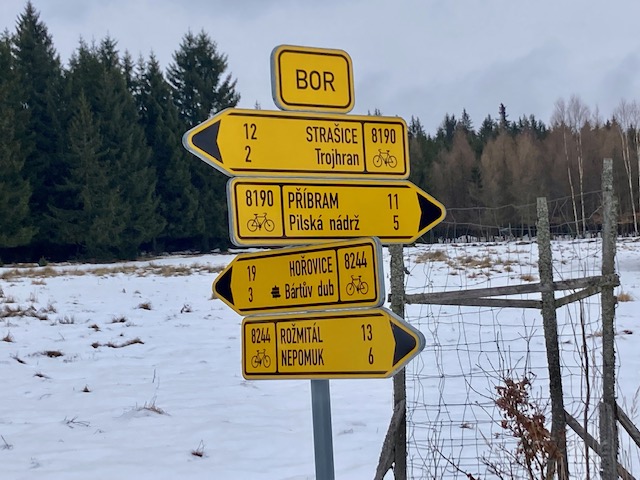 BOR
12 STRAŠICE 8190
2 Trojhran
8190 PŘÍBRAM 11
Pilská nádrž 5
19 HOŘOVICE 8244
3 Bártův dub
8244 ROŽMITÁL 13
NEPOMUK 6